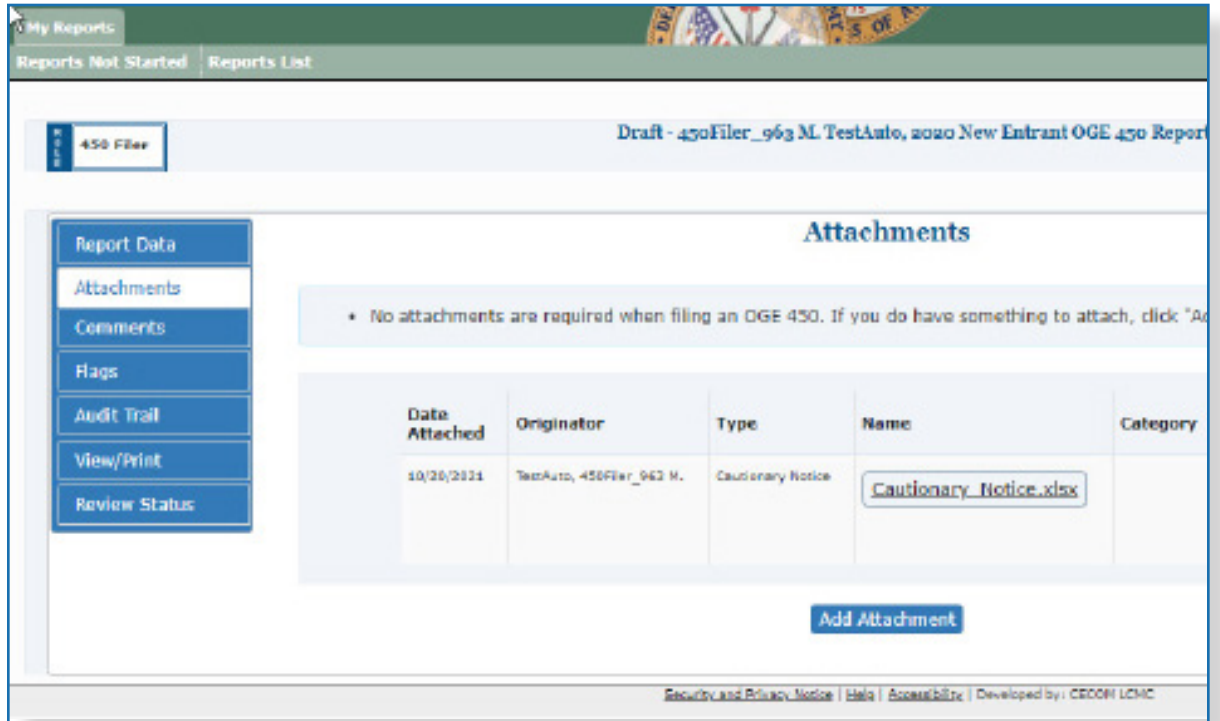 My Reports
Reports Not Started Reports List
ROLE
450 Filer
Draft - 450Filer_963 M. TestAuto, 2020 New Entrant OGE 450 Report
Report Data
Attachments
Comments
Flags
Audit Trail
View/Print
Review Status
Attachments
• No attachments are required when filing an OGE 450. If you do have something to attach, click "Ad
Date Attached Originator Type Name Category
10/20/2021 TestAuto, 450Filer_963 M. Cautionary Notice Cautionary_Notice.xlsx
Add Attachment
Security and Privacy Notice | Help | Accessibility | Developed by: CECOM LCMC